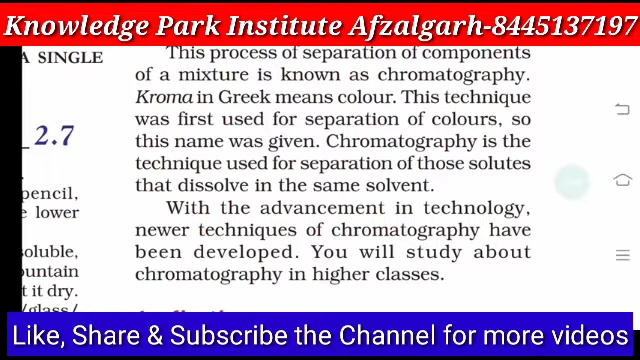 Knowledge Park Institute Afzalgarh-8445137197
A SINGLE
2.7
pencil,
e lower
oluble,
ountain
t it dry.
/glass/
This process of separation of components
of a mixture is known as chromatography.
Kroma in Greek means colour. This technique
was first used for separation of colours, so
this name was given. Chromatography is the
technique used for separation of those solutes
that dissolve in the same solvent.
With the advancement in technology,
newer techniques of chromatography have
been developed. You will study about
chromatography in higher classes.
Like, Share & Subscribe the Channel for more videos